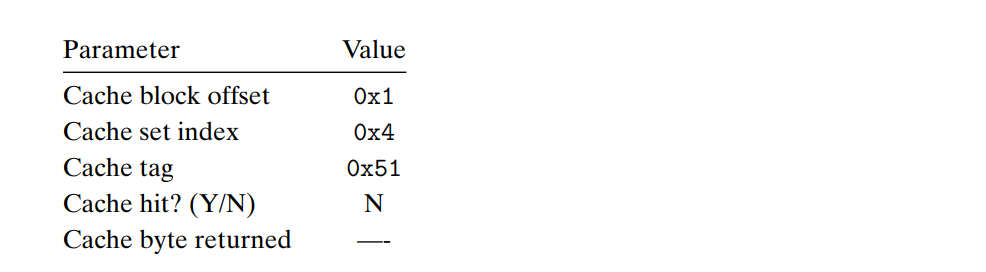 Parameter Value
Cache block offset 0x1
Cache set index 0x4
Cache tag 0x51
Cache hit? (Y/N) N
Cache byte returned —-